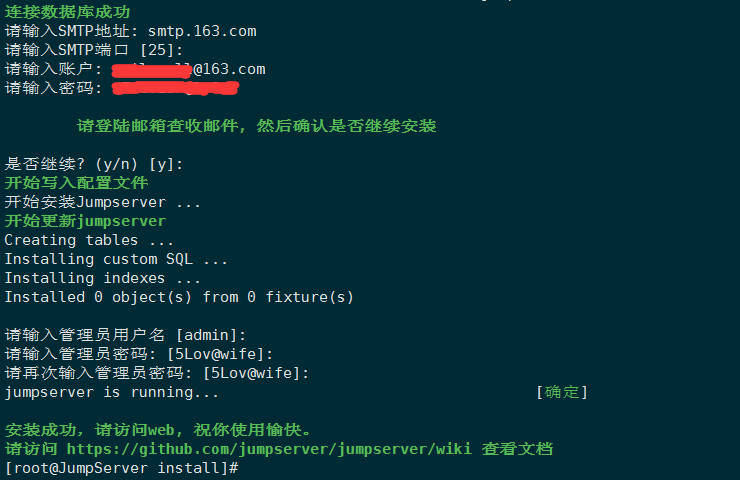 连接数据库成功
请输入SMTP地址: smtp.163.com
请输入SMTP端口 [25]:
请输入账户: @163.com
请输入密码:
请登陆邮箱查收邮件, 然后确认是否继续安装
是否继续? (y/n) [y]:
开始写入配置文件
开始安装Jumpserver ...
开始更新jumpserver
Creating tables ...
Installing custom SQL ...
Installing indexes ...
Installed 0 object(s) from 0 fixture(s)
请输入管理员用户名 [admin]:
请输入管理员密码: [5Lov@wife]:
请再次输入管理员密码: [5Lov@wife]:
jumpserver is running... [确定]
安装成功，请访问web, 祝你使用愉快。
请访问 https://github.com/jumpserver/jumpserver/wiki 查看文档
[root@JumpServer install]#